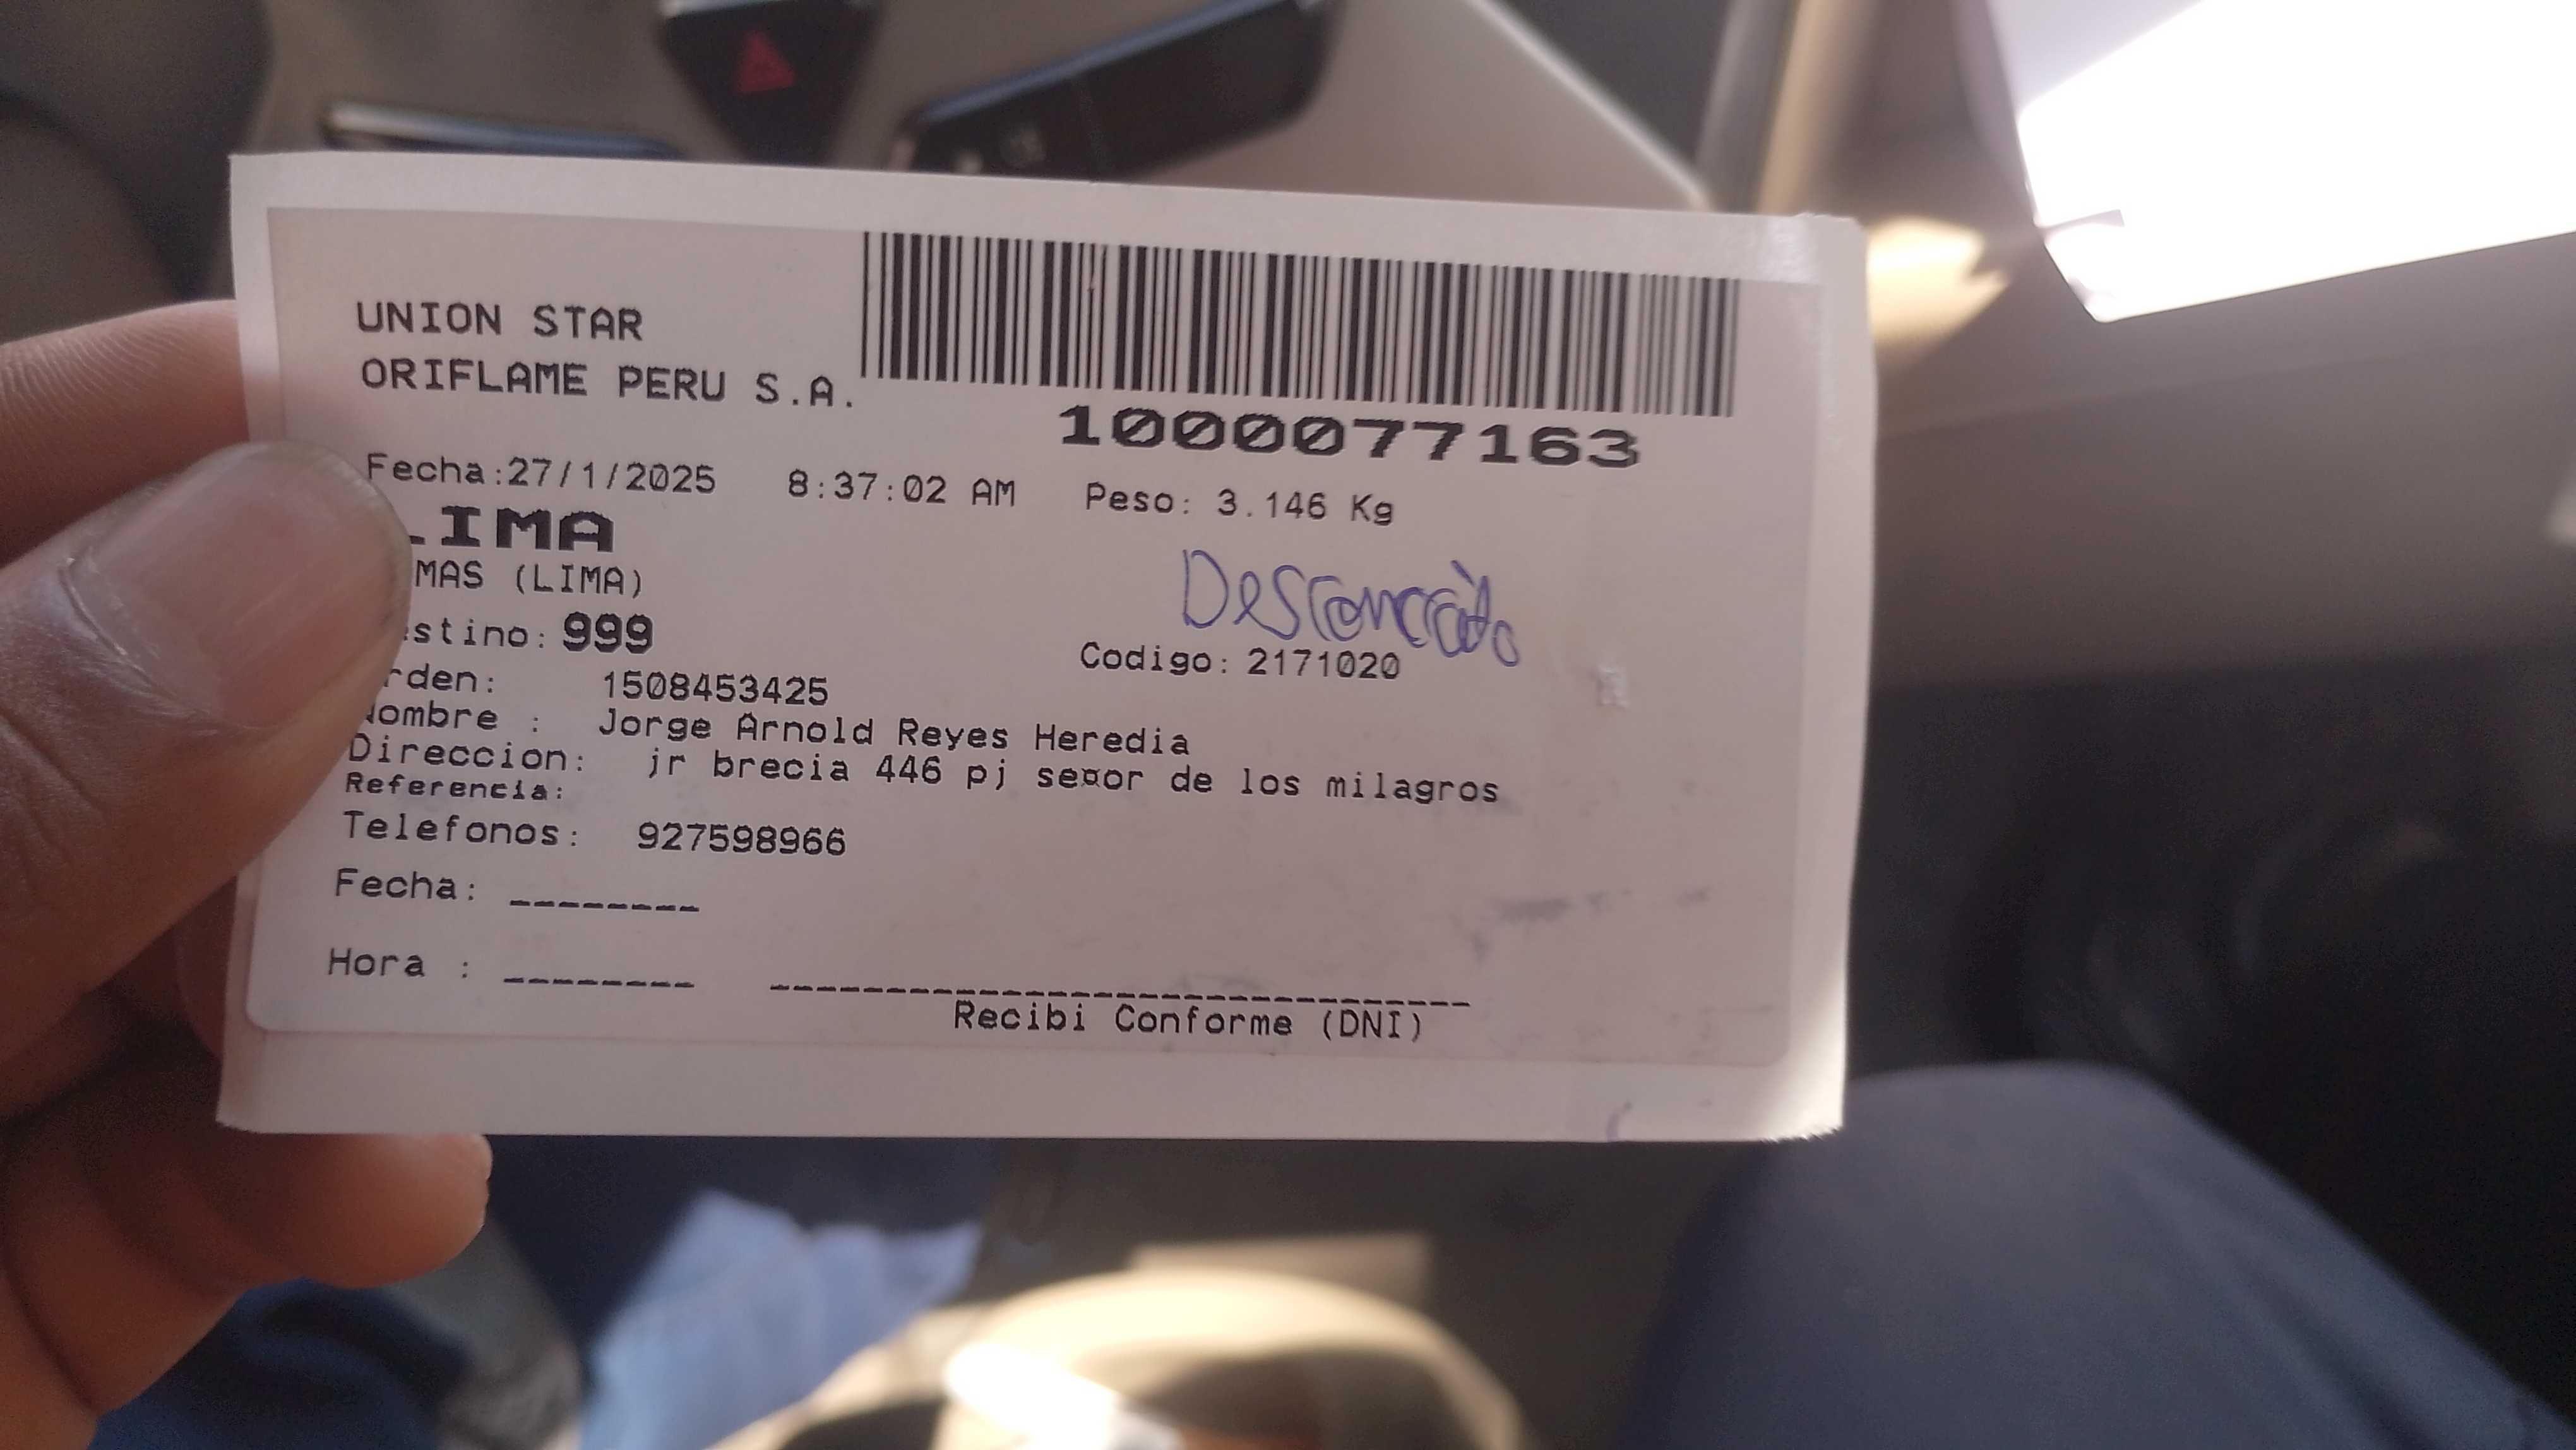 UNION STAR
ORIFLAME PERU S.A.
1000077163
Fecha:27/1/2025 8:37:02 AM Peso: 3.146 Kg
LIMA
MAS (LIMA)
Desconocido
stino: 999
Codigo: 2171020
rden: 1508453425
Nombre : Jorge Arnold Reyes Heredia
Direccion: jr brecia 446 pj se¤or de los milagros
Referencia:
Telefonos: 927598966
Fecha: ________
Hora : ________
Recibi Conforme (DNI)